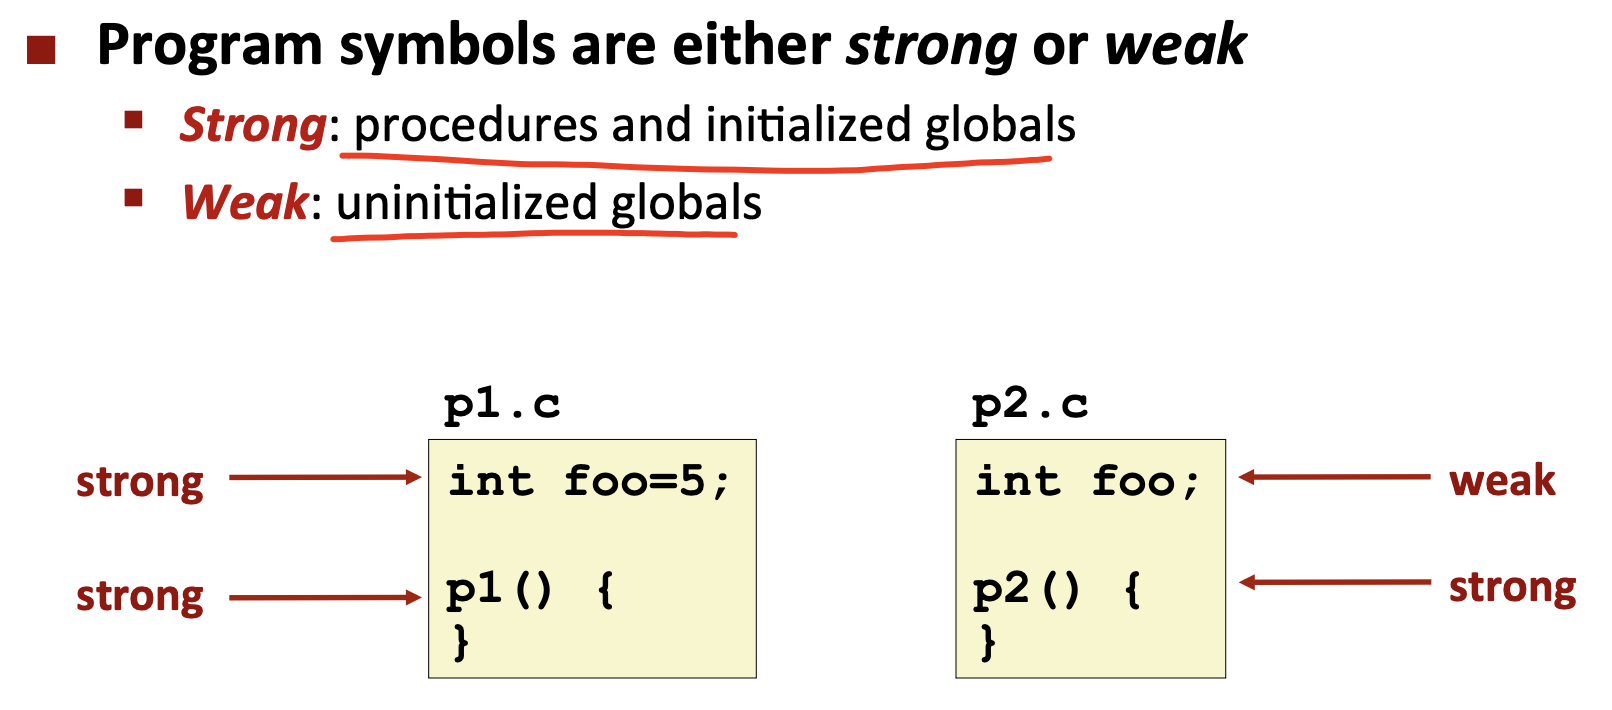 Program symbols are either strong or weak
Strong: procedures and initialized globals
Weak: uninitialized globals
p1.c
p2.c
strong
int foo=5;
int foo;
weak
strong
p1() {
p2() {
strong
}
}